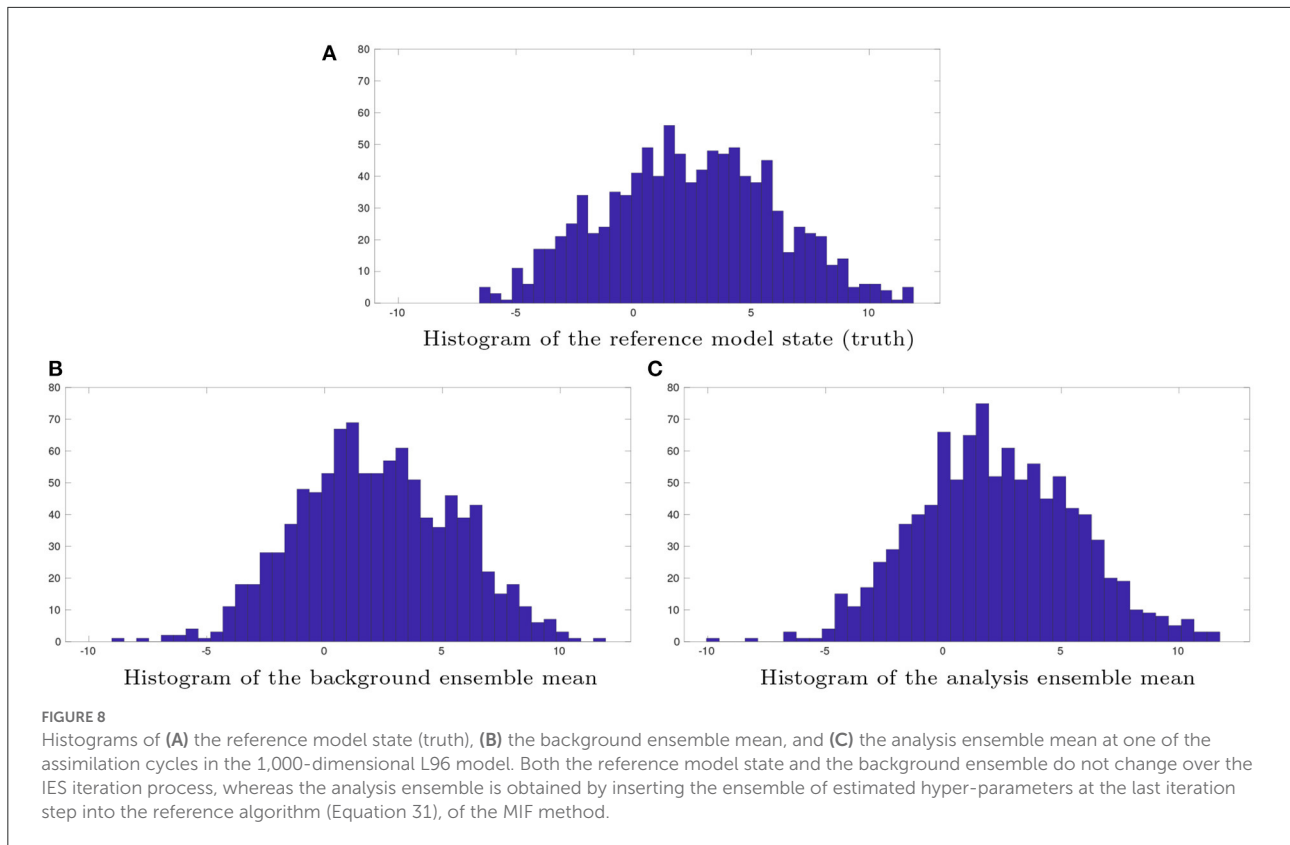 A
80
70
60
50
40
30
20
10
0
-10 -5 0 5 10
Histogram of the reference model state (truth)
B
80
70
60
50
40
30
20
10
0
-10 -5 0 5 10
Histogram of the background ensemble mean
C
80
70
60
50
40
30
20
10
0
-10 -5 0 5 10
Histogram of the analysis ensemble mean
FIGURE 8
Histograms of (A) the reference model state (truth), (B) the background ensemble mean, and (C) the analysis ensemble mean at one of the
assimilation cycles in the 1,000-dimensional L96 model. Both the reference model state and the background ensemble do not change over the
IES iteration process, whereas the analysis ensemble is obtained by inserting the ensemble of estimated hyper-parameters at the last iteration
step into the reference algorithm (Equation 31), of the MIF method.